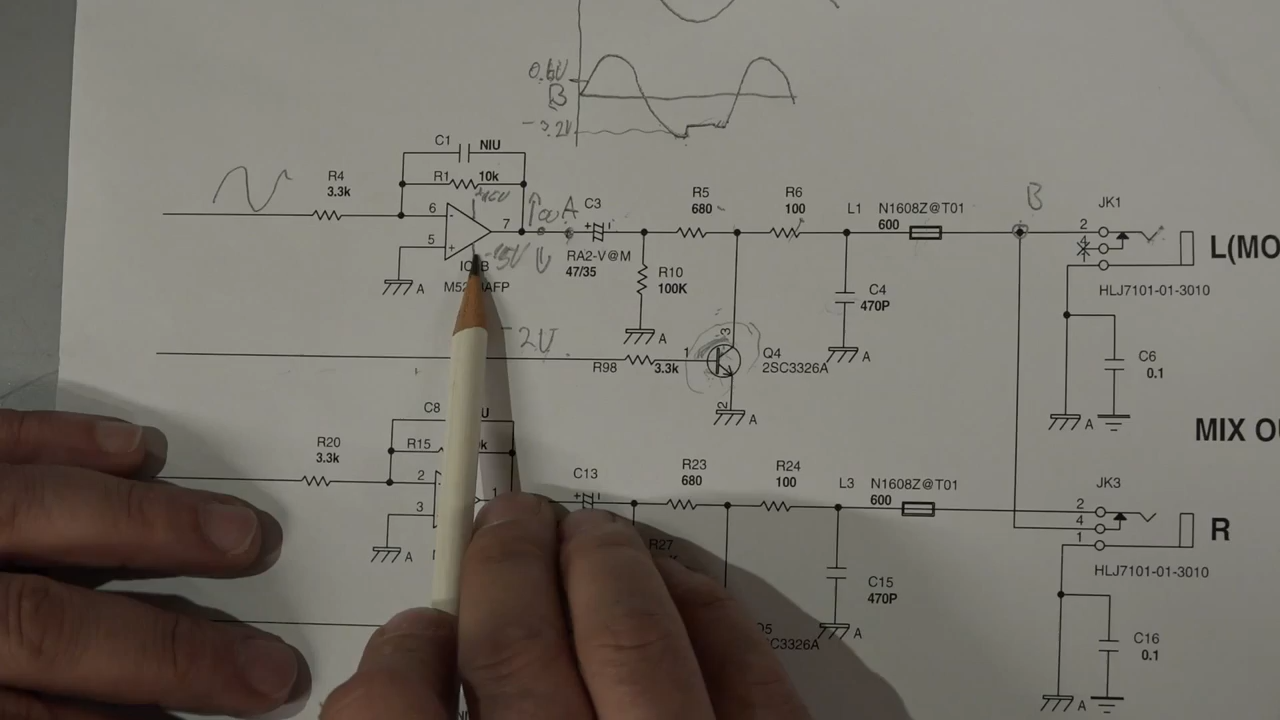 0.6V
B
C1 NIU
R1 10k
R4
3.3k
6
5
7
A
C3
RA2-V@M
47/35
R5
680
R6
100
L1
N1608Z@T01
600
B
JK1
2
4
L(MO
HLJ7101-01-3010
A
R10
100K
A
C4
470P
A
-15V
C6
0.1
A
2V
R98
3.3k
1
3
2
Q4
2SC3326A
A
MIX OU
C8
R15
R20
3.3k
2
3
1
A
C13
R23
680
R24
100
L3
N1608Z@T01
600
JK3
2
4
1
R
HLJ7101-01-3010
R27
C15
470P
A
C16
0.1
A